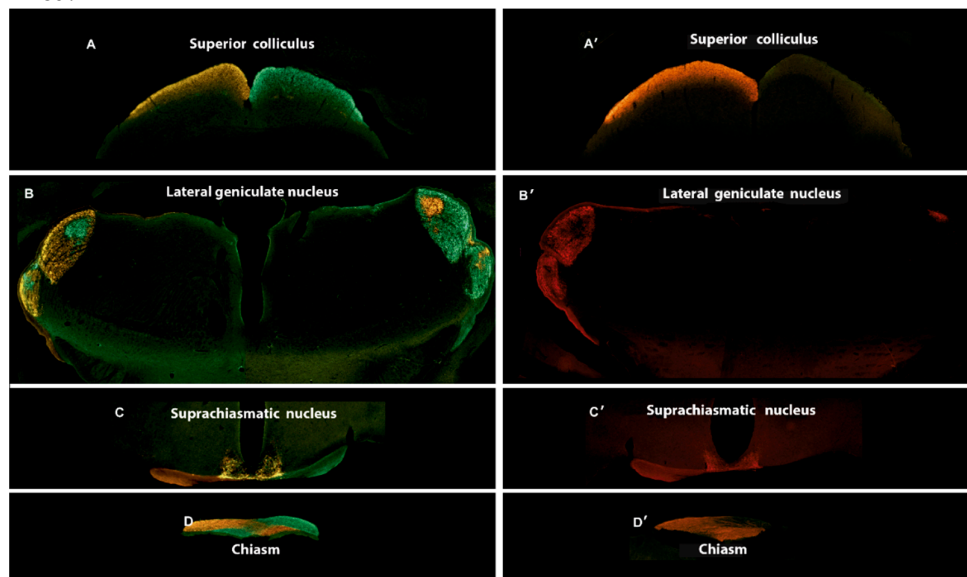 A
Superior colliculus
A′
Superior colliculus
B
Lateral geniculate nucleus
B′
Lateral geniculate nucleus
C
Suprachiasmatic nucleus
C′
Suprachiasmatic nucleus
D
Chiasm
D′
Chiasm